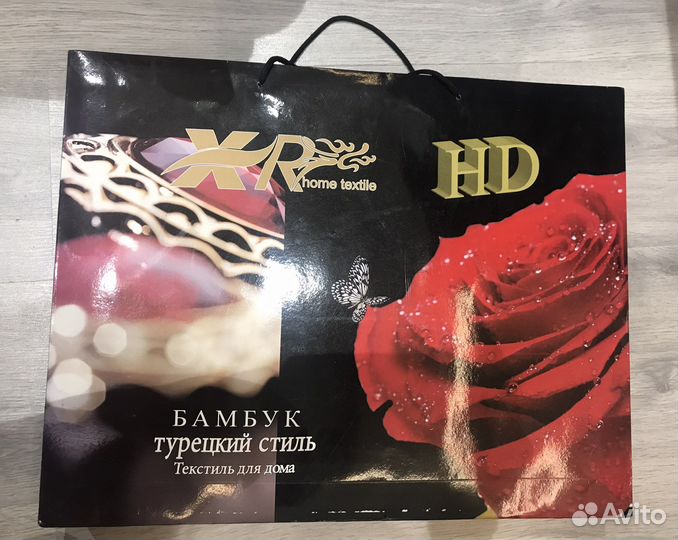 XR
home textile
HD
БАМБУК
турецкий стиль
Текстиль для дома
Avito